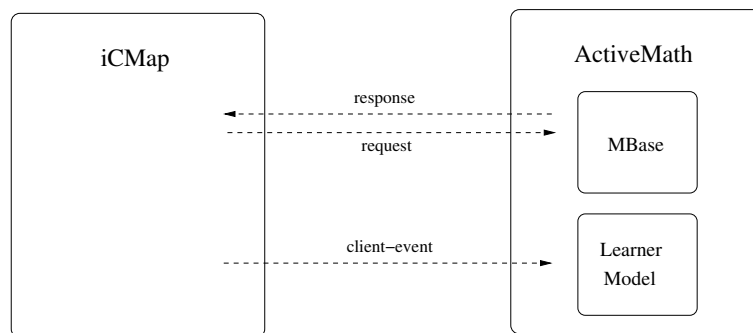 iCMap
ActiveMath
response
request
MBase
client−event
Learner
Model